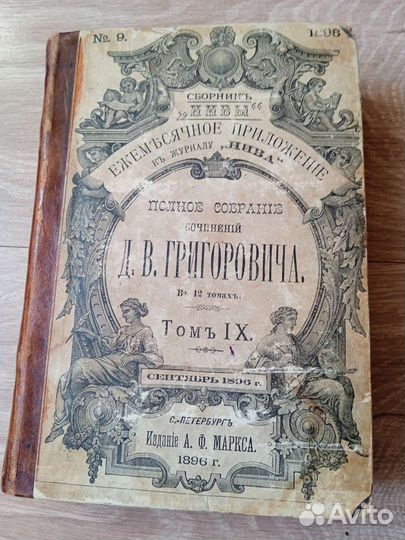 № 9.
1896
СБОРНИКЪ
„НИВЫ“
ЕЖЕМѢСЯЧНОЕ ПРИЛОЖЕНІЕ
КЪ ЖУРНАЛУ „НИВА“.
ПОЛНОЕ СОБРАНІЕ
СОЧИНЕНІЙ
Д. В. ГРИГОРОВИЧА.
Въ 12 томахъ.
Томъ IX.
СЕНТЯБРЬ 1896 г.
С.-ПЕТЕРБУРГЪ.
Изданіе А. Ф. МАРКСА.
1896 г.
Avito